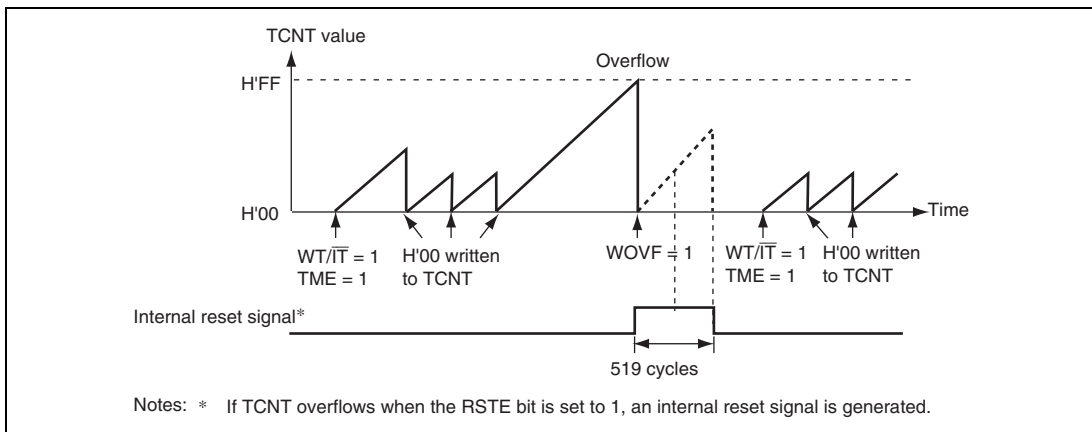 TCNT value
Overflow
H'FF
H'00
Time
WT/IT = 1
TME = 1
H'00 written
to TCNT
WOVF = 1
WT/IT = 1
TME = 1
H'00 written
to TCNT
Internal reset signal*
519 cycles
Notes: * If TCNT overflows when the RSTE bit is set to 1, an internal reset signal is generated.